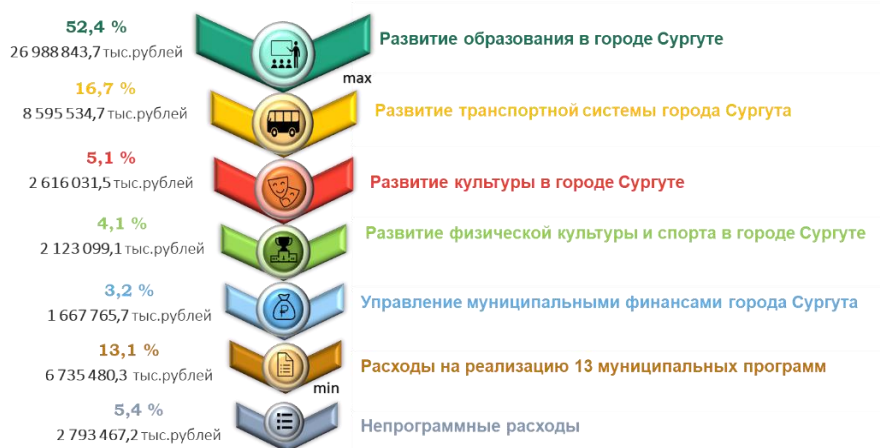 52,4 %
26 988 843,7 тыс.рублей
Развитие образования в городе Сургуте
max
16,7 %
8 595 534,7 тыс.рублей
Развитие транспортной системы города Сургута
5,1 %
2 616 031,5 тыс.рублей
Развитие культуры в городе Сургуте
4,1 %
2 123 099,1 тыс.рублей
Развитие физической культуры и спорта в городе Сургуте
3,2 %
1 667 765,7 тыс.рублей
Управление муниципальными финансами города Сургута
13,1 %
6 735 480,3 тыс.рублей
Расходы на реализацию 13 муниципальных программ
min
5,4 %
2 793 467,2 тыс.рублей
Непрограммные расходы